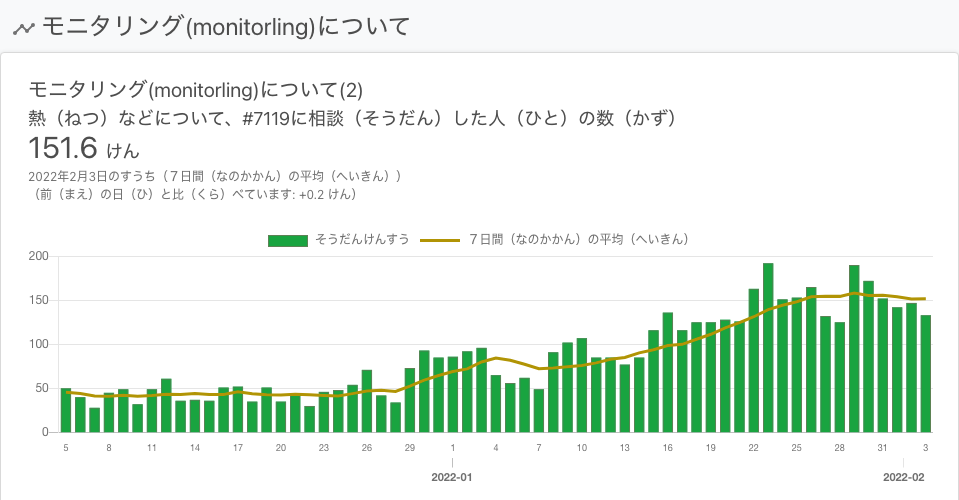 モニタリング(monitorling)について
モニタリング(monitorling)について(2)
熱（ねつ）などについて、#7119に相談（そうだん）した人（ひと）の数（かず）
151.6 けん
2022年2月3日のすうち（７日間（なのかかん）の平均（へいきん））
（前（まえ）の日（ひ）と比（くら）べています: +0.2 けん）
そうだんけんすう ７日間（なのかかん）の平均（へいきん）
200
150
100
50
0
5 8 11 14 17 20 23 26 29 1 4 7 10 13 16 19 22 25 28 31 3
2022-01 2022-02